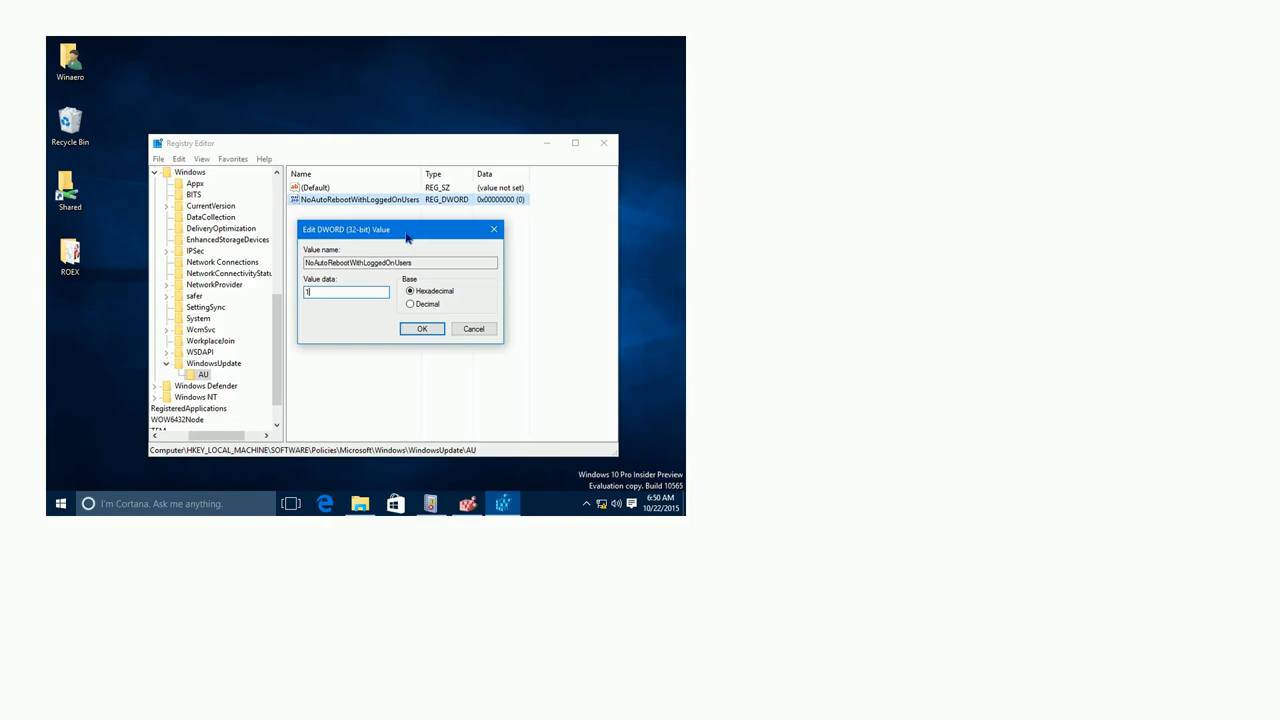 Winaero
Recycle Bin
Shared
ROEX
Registry Editor
File Edit View Favorites Help
Windows
Appx
BITS
CurrentVersion
DataCollection
DeliveryOptimization
EnhancedStorageDevices
IPSec
Network Connections
NetworkConnectivityStatu
NetworkProvider
safer
SettingSync
System
WcmSvc
WorkplaceJoin
WSDAPI
WindowsUpdate
AU
Windows Defender
Windows NT
RegisteredApplications
WOW6432Node
Name Type Data
(Default) REG_SZ (value not set)
NoAutoRebootWithLoggedOnUsers REG_DWORD 0x00000000 (0)
Edit DWORD (32-bit) Value
Value name:
NoAutoRebootWithLoggedOnUsers
Value data:
1
Base
Hexadecimal
Decimal
OK Cancel
Computer\HKEY_LOCAL_MACHINE\SOFTWARE\Policies\Microsoft\Windows\WindowsUpdate\AU
Windows 10 Pro Insider Preview
Evaluation copy. Build 10565
I'm Cortana. Ask me anything.
6:50 AM
10/22/2015